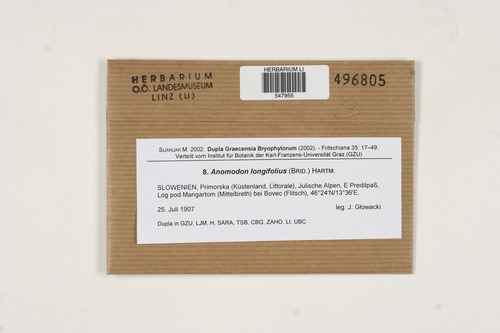 HERBARIUM
O.Ö. LANDESMUSEUM
LINZ (LI)
HERBARIUM LI
547955
496805
SUANJAK M. 2002: Dupla Graecensia Bryophytorum (2002). - Fritschiana 35: 17–49.
Verteilt vom Institut für Botanik der Karl-Franzens-Universität Graz (GZU)
8. Anomodon longifolius (BRID.) HARTM.
SLOWENIEN, Primorska (Küstenland, Littorale), Julische Alpen, E Predilpaß,
Log pod Mangartom (Mittelbreth) bei Bovec (Flitsch), 46°24'N/13°36'E.
25. Juli 1907 leg. J. Głowacki
Dupla in GZU, LJM, H, SARA, TSB, CBG, ZAHO, LI, UBC